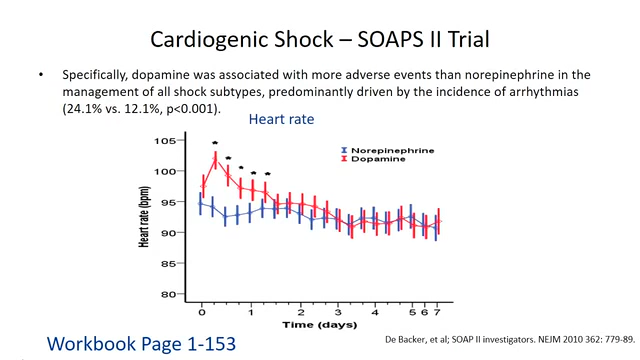 Cardiogenic Shock – SOAPS II Trial
• Specifically, dopamine was associated with more adverse events than norepinephrine in the
management of all shock subtypes, predominantly driven by the incidence of arrhythmias
(24.1% vs. 12.1%, p<0.001).
Heart rate
105
100
95
90
85
80
Heart rate (bpm)
* * * * *
Norepinephrine
Dopamine
0 1 2 3 4 5 6 7
Time (days)
De Backer, et al; SOAP II investigators. NEJM 2010 362: 779-89.
Workbook Page 1-153